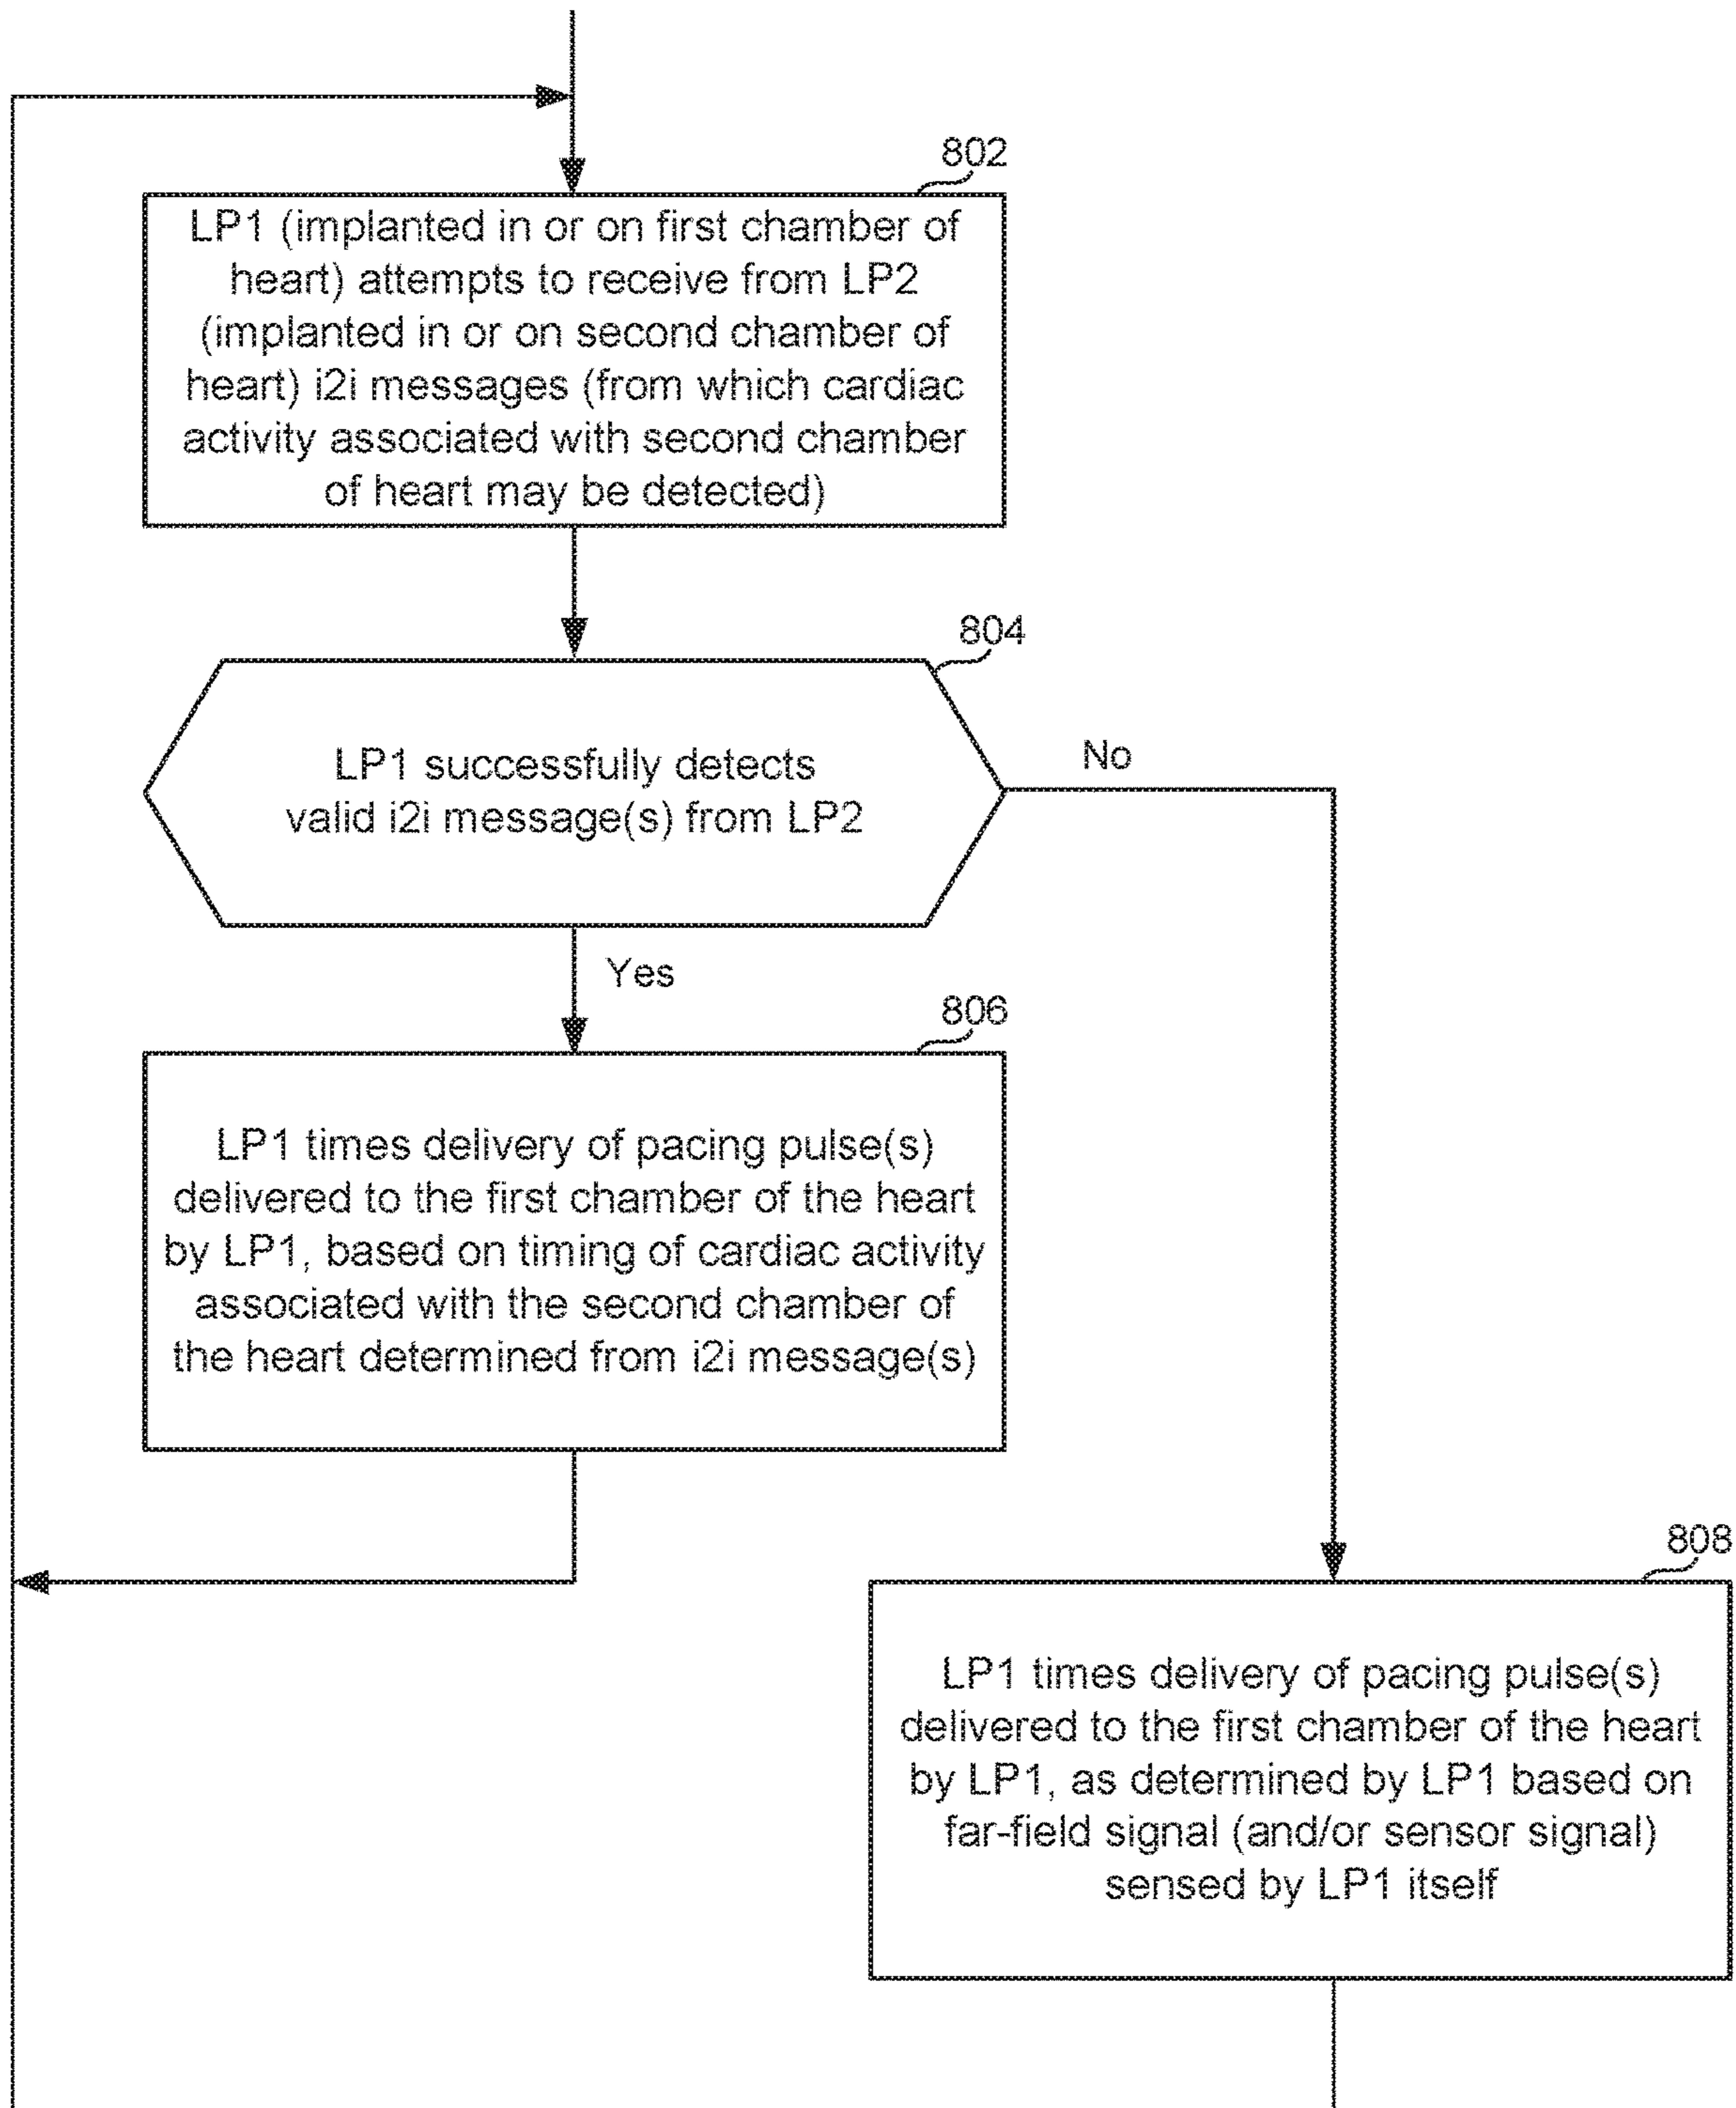 802
LP1 (implanted in or on first chamber of
heart) attempts to receive from LP2
(implanted in or on second chamber of
heart) i2i messages (from which cardiac
activity associated with second chamber
of heart may be detected)
804
LP1 successfully detects
valid i2i message(s) from LP2
No
Yes
806
LP1 times delivery of pacing pulse(s)
delivered to the first chamber of the heart
by LP1, based on timing of cardiac activity
associated with the second chamber of
the heart determined from i2i message(s)
808
LP1 times delivery of pacing pulse(s)
delivered to the first chamber of the heart
by LP1, as determined by LP1 based on
far-field signal (and/or sensor signal)
sensed by LP1 itself